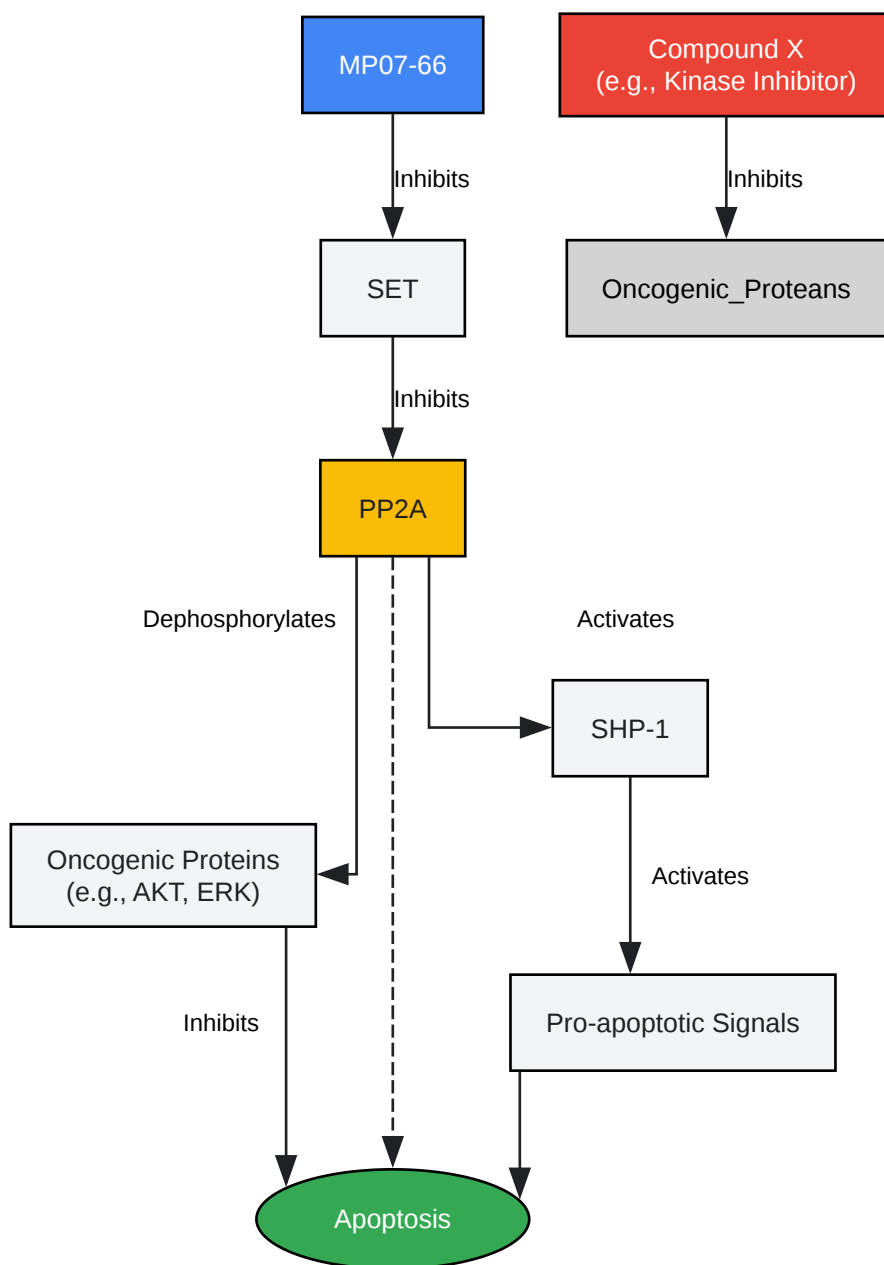 MP07-66
Compound X
(e.g., Kinase Inhibitor)
Inhibits
Inhibits
SET
Oncogenic_Proteans
Inhibits
PP2A
Dephosphorylates
Activates
SHP-1
Oncogenic Proteins
(e.g., AKT, ERK)
Activates
Inhibits
Pro-apoptotic Signals
Apoptosis